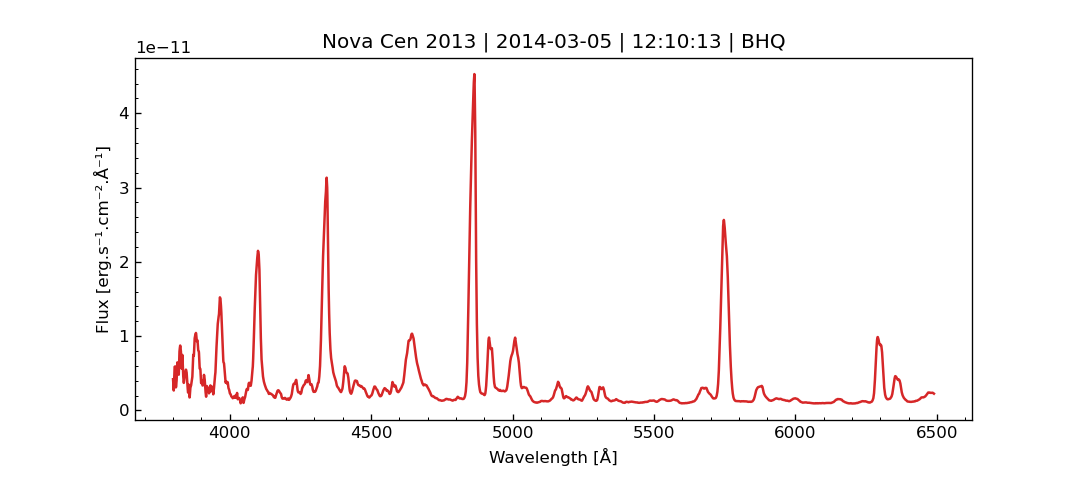 Nova Cen 2013 | 2014-03-05 | 12:10:13 | BHQ
1e−11
4
3
2
1
0
Flux [erg.s⁻¹.cm⁻².Å⁻¹]
4000 4500 5000 5500 6000 6500
Wavelength [Å]